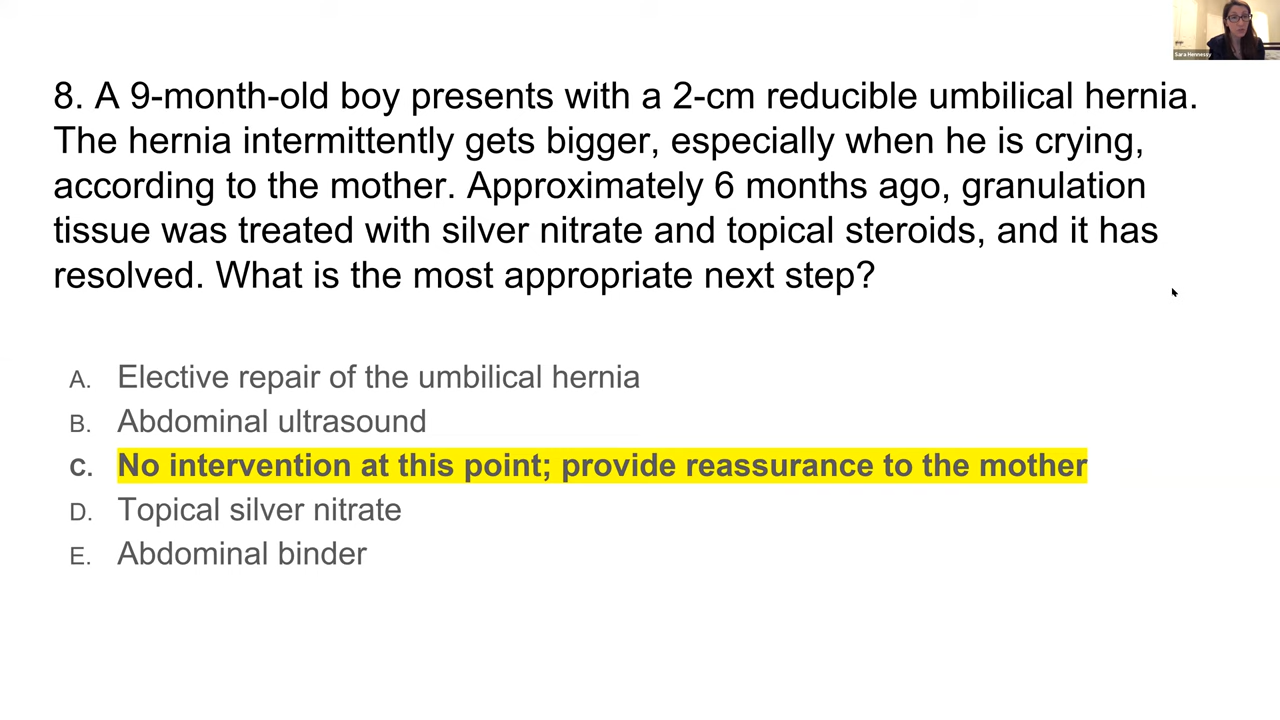 Sara Hennessy
8. A 9-month-old boy presents with a 2-cm reducible umbilical hernia.
The hernia intermittently gets bigger, especially when he is crying,
according to the mother. Approximately 6 months ago, granulation
tissue was treated with silver nitrate and topical steroids, and it has
resolved. What is the most appropriate next step?
A. Elective repair of the umbilical hernia
B. Abdominal ultrasound
C. No intervention at this point; provide reassurance to the mother
D. Topical silver nitrate
E. Abdominal binder